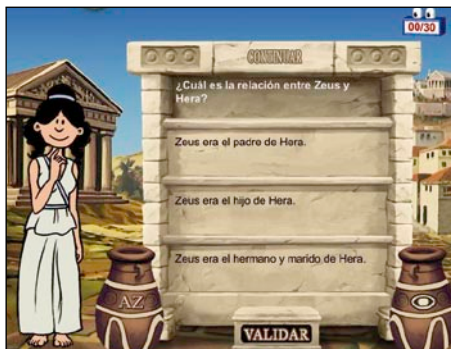 00/30
CONTINUAR
¿Cuál es la relación entre Zeus y
Hera?
Zeus era el padre de Hera.
Zeus era el hijo de Hera.
Zeus era el hermano y marido de Hera.
AZ
VALIDAR